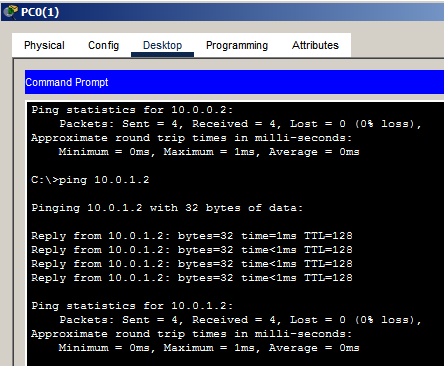 PC0(1)
Physical Config Desktop Programming Attributes
Command Prompt
Ping statistics for 10.0.0.2:
    Packets: Sent = 4, Received = 4, Lost = 0 (0% loss),
Approximate round trip times in milli-seconds:
    Minimum = 0ms, Maximum = 1ms, Average = 0ms
C:\>ping 10.0.1.2
Pinging 10.0.1.2 with 32 bytes of data:
Reply from 10.0.1.2: bytes=32 time=1ms TTL=128
Reply from 10.0.1.2: bytes=32 time<1ms TTL=128
Reply from 10.0.1.2: bytes=32 time<1ms TTL=128
Reply from 10.0.1.2: bytes=32 time<1ms TTL=128
Ping statistics for 10.0.1.2:
    Packets: Sent = 4, Received = 4, Lost = 0 (0% loss),
Approximate round trip times in milli-seconds:
    Minimum = 0ms, Maximum = 1ms, Average = 0ms